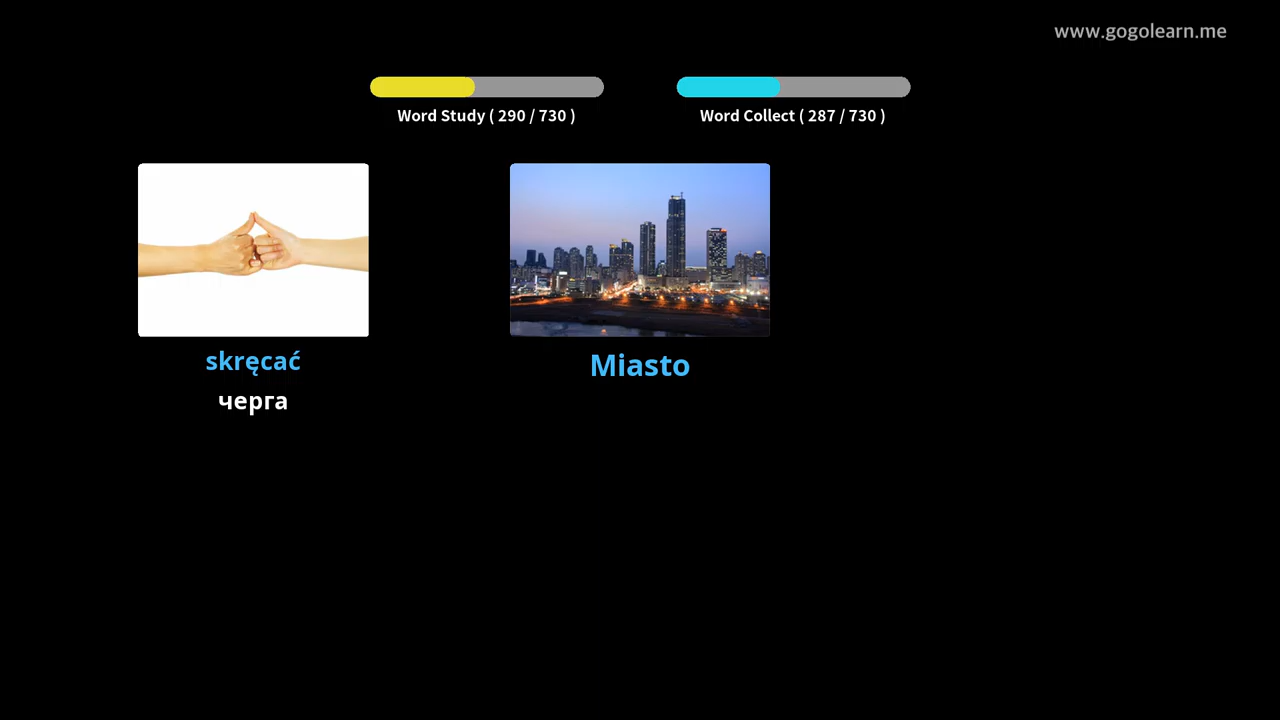 www.gogolearn.me
Word Study ( 290 / 730 )
Word Collect ( 287 / 730 )
skręcać
черга
Miasto